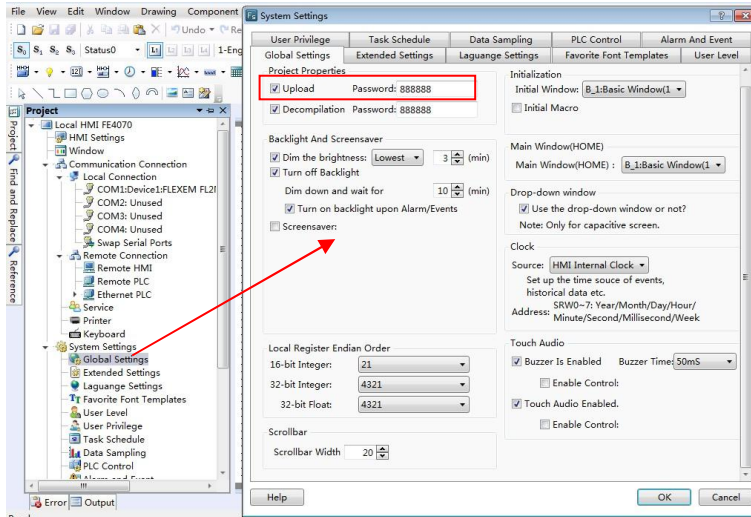 File Edit View Edit Window Drawing Component
Undo
S0 S1 S2 S3 Status0 L1 L2 L3 L4 1-Eng
Project
Project
Find and Replace
Reference
Local HMI FE4070
HMI Settings
Window
Communication Connection
Local Connection
COM1:Device1:FLEXEM FL2
COM2: Unused
COM3: Unused
COM4: Unused
Swap Serial Ports
Remote Connection
Remote HMI
Remote PLC
Ethernet PLC
Service
Printer
Keyboard
System Settings
Global Settings
Extended Settings
Laguange Settings
Favorite Font Templates
User Level
User Privilege
Task Schedule
Data Sampling
PLC Control
Alarm and Event
Error Output
System Settings
User Privilege Task Schedule Data Sampling PLC Control Alarm And Event
Global Settings Extended Settings Laguange Settings Favorite Font Templates User Level
Project Properties
Upload Password: 888888
Decompilation Password: 888888
Backlight And Screensaver
Dim the brightness: Lowest 3 (min)
Turn off Backlight
Dim down and wait for 10 (min)
Turn on backlight upon Alarm/Events
Screensaver:
Local Register Endian Order
16-bit Integer: 21
32-bit Integer: 4321
32-bit Float: 4321
Scrollbar
Scrollbar Width 20
Initialization
Initial Window: B_1:Basic Window(1
Initial Macro
Main Window(HOME)
Main Window(HOME) : B_1:Basic Window(1
Drop-down window
Use the drop-down window or not?
Note: Only for capacitive screen.
Clock
Source: HMI Internal Clock
Set up the time souce of events,
historical data etc.
Address: SRW0~7: Year/Month/Day/Hour/
Minute/Second/Millisecond/Week
Touch Audio
Buzzer Is Enabled Buzzer Time: 50mS
Enable Control:
Touch Audio Enabled.
Enable Control:
Help OK Cancel